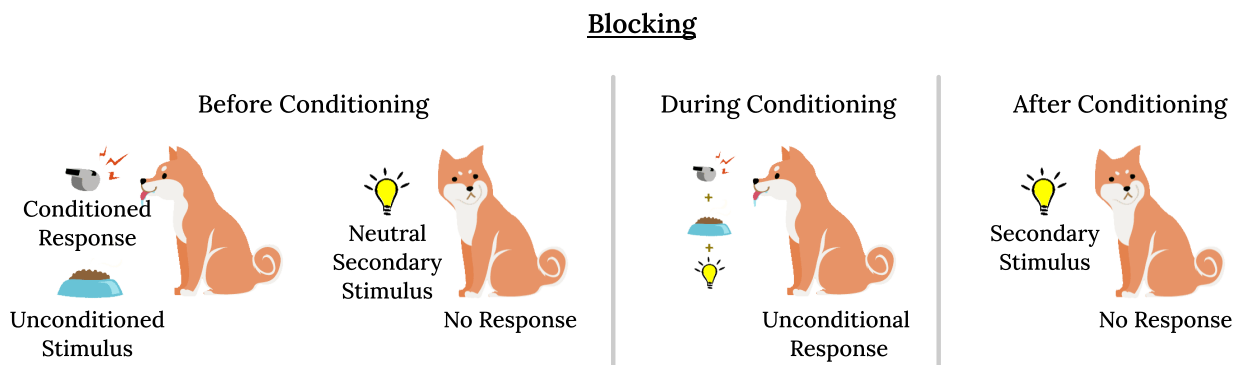 Blocking
Before Conditioning
Conditioned
Response
Unconditioned
Stimulus
Neutral
Secondary
Stimulus
No Response
During Conditioning
+
+
Unconditional
Response
After Conditioning
Secondary
Stimulus
No Response